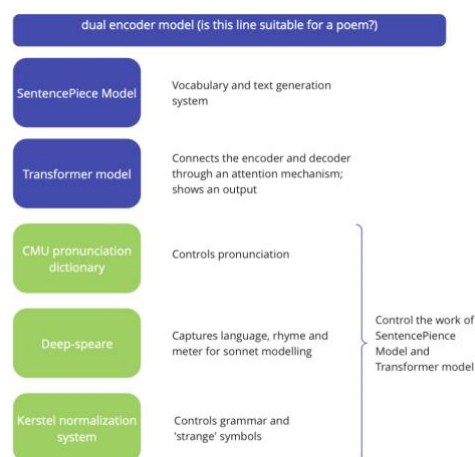 dual encoder model (is this line suitable for a poem?)
SentencePiece Model
Vocabulary and text generation
system
Transformer model
Connects the encoder and decoder
through an attention mechanism;
shows an output
CMU pronunciation
dictionary
Controls pronunciation
Deep-speare
Captures language, rhyme and
meter for sonnet modelling
Kerstel normalization
system
Controls grammar and
'strange' symbols
Control the work of
SentencePience
Model and
Transformer model